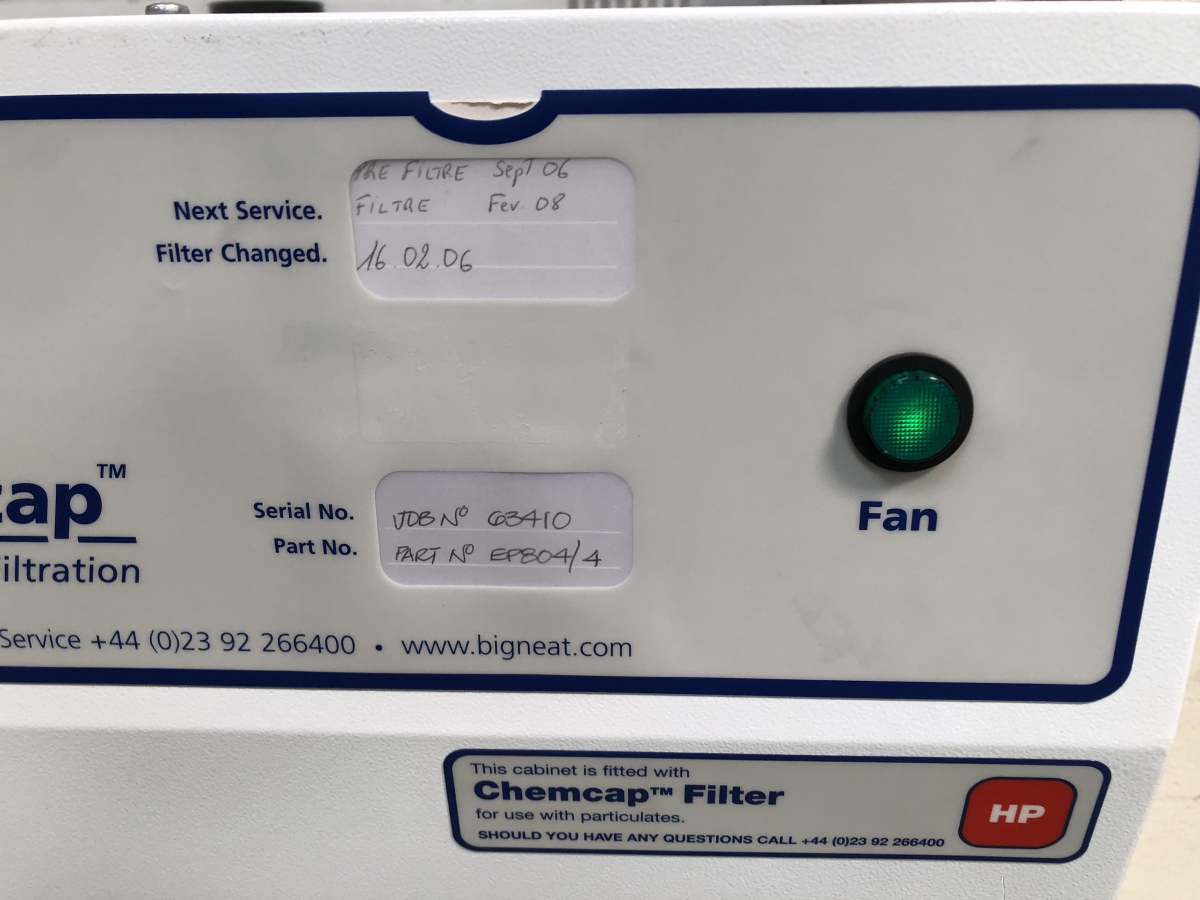 PRE FILTRE Sept 06
Next Service. FILTRE Fev. 08
Filter Changed. 16.02.06
cap™
iltration
Serial No. JOB Nº 63410
Part No. PART Nº EP804/4
Fan
Service +44 (0)23 92 266400 • www.bigneat.com
This cabinet is fitted with
Chemcap™ Filter
for use with particulates.
SHOULD YOU HAVE ANY QUESTIONS CALL +44 (0)23 92 266400
HP